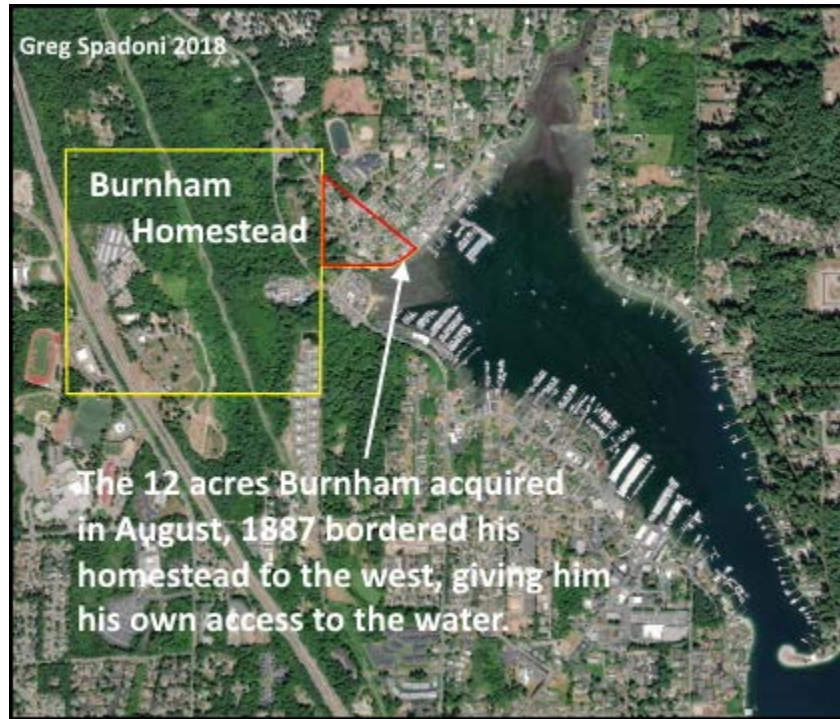 Greg Spadoni 2018
Burnham
Homestead
The 12 acres Burnham acquired
in August, 1887 bordered his
homestead to the west, giving him
his own access to the water.